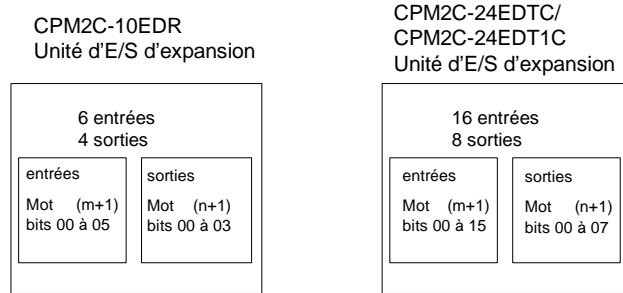 CPM2C-10EDR
Unité d'E/S d'expansion
6 entrées
4 sorties
entrées
Mot (m+1)
bits 00 à 05
sorties
Mot (n+1)
bits 00 à 03
CPM2C-24EDTC/
CPM2C-24EDT1C
Unité d'E/S d'expansion
16 entrées
8 sorties
entrées
Mot (m+1)
bits 00 à 15
sorties
Mot (n+1)
bits 00 à 07